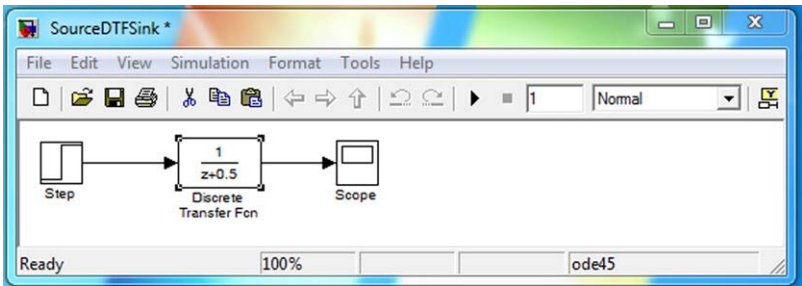 SourceDTFSink *
File Edit View Simulation Format Tools Help
1 Normal
1
z+0.5
Step
Discrete
Transfer Fcn
Scope
Ready 100% ode45